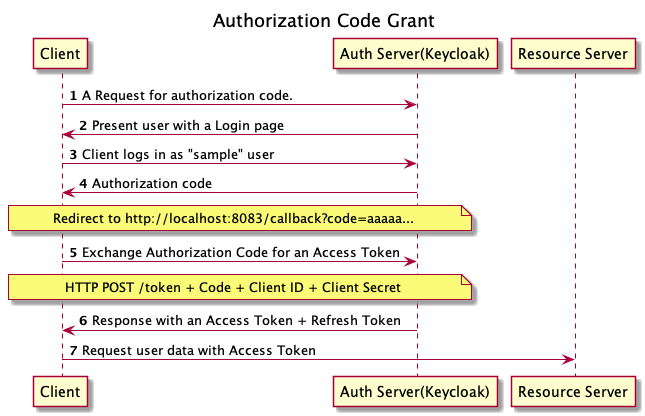 Authorization Code Grant
Client
Auth Server(Keycloak)
Resource Server
1 A Request for authorization code.
2 Present user with a Login page
3 Client logs in as "sample" user
4 Authorization code
Redirect to http://localhost:8083/callback?code=aaaaa...
5 Exchange Authorization Code for an Access Token
HTTP POST /token + Code + Client ID + Client Secret
6 Response with an Access Token + Refresh Token
7 Request user data with Access Token
Client
Auth Server(Keycloak)
Resource Server